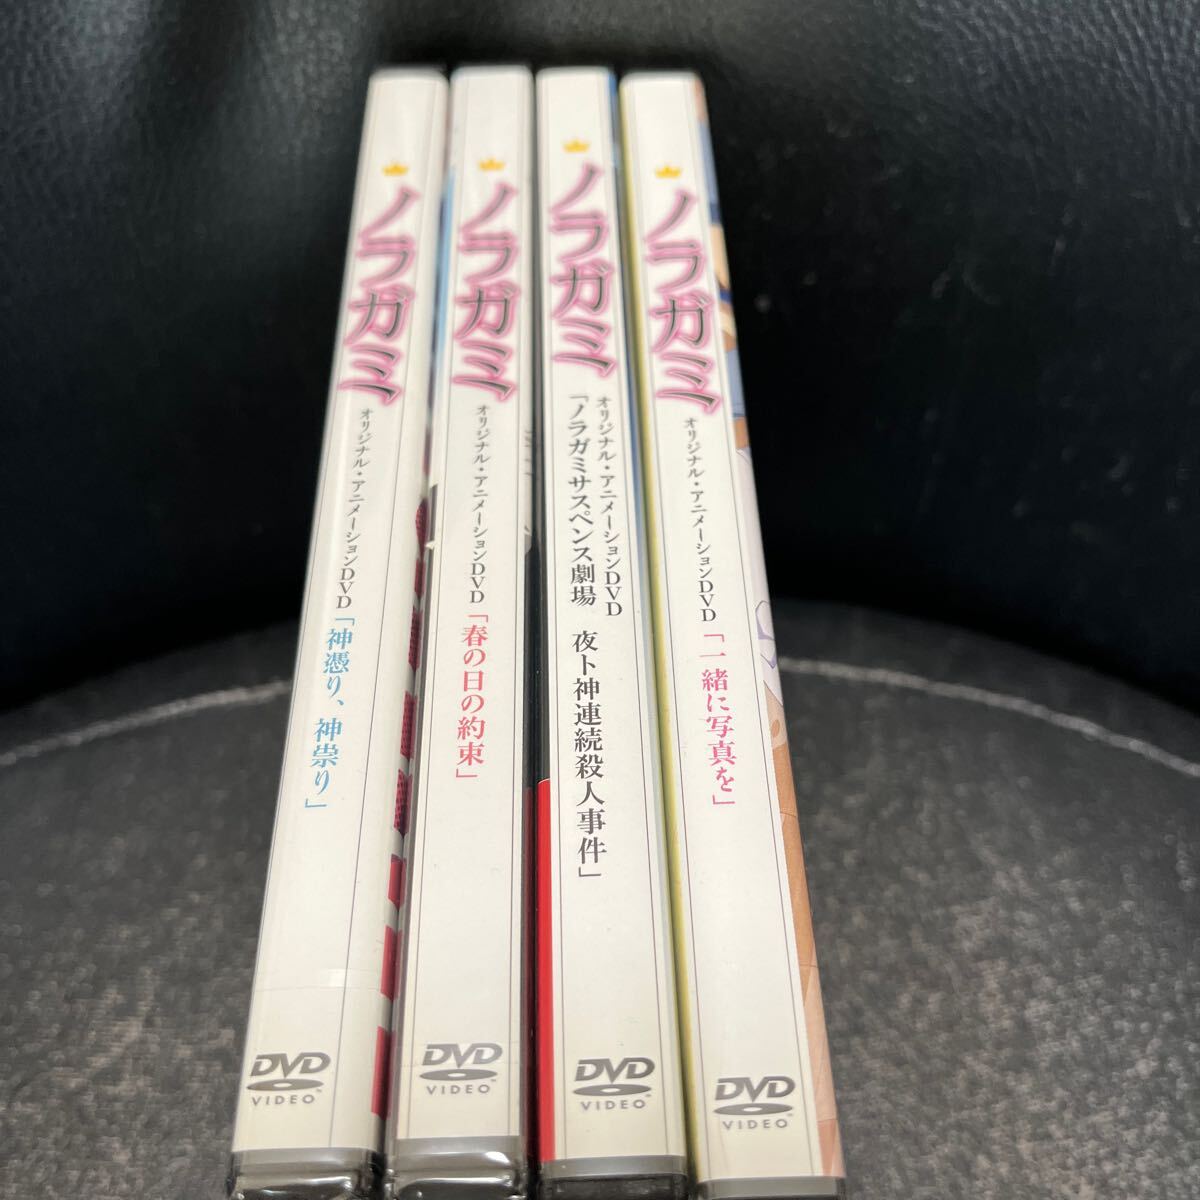 ノラガミ
オリジナル・アニメーションDVD「神憑り、神祟り」
DVD
VIDEO
ノラガミ
オリジナル・アニメーションDVD「春の日の約束」
DVD
VIDEO
ノラガミ
オリジナル・アニメーションDVD
「ノラガミサスペンス劇場 夜ト神連続殺人事件」
DVD
VIDEO
ノラガミ
オリジナル・アニメーションDVD「一緒に写真を」
DVD
VIDEO